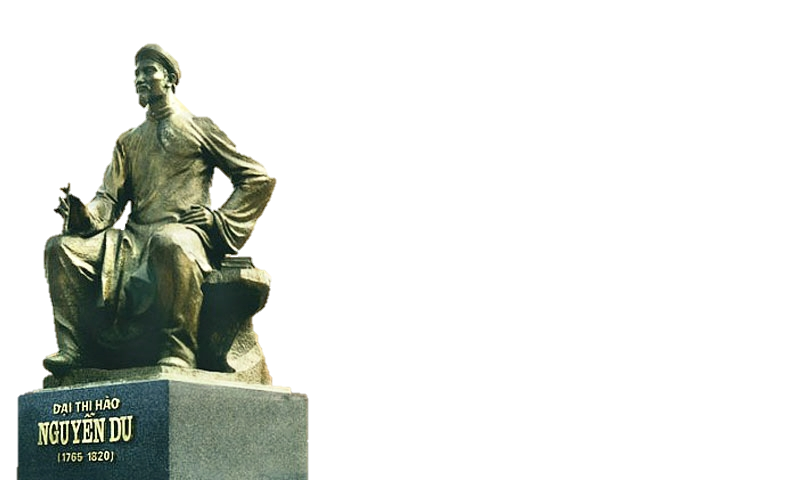 ĐẠI THI HÀO
NGUYỄN DU
(1765 1820)